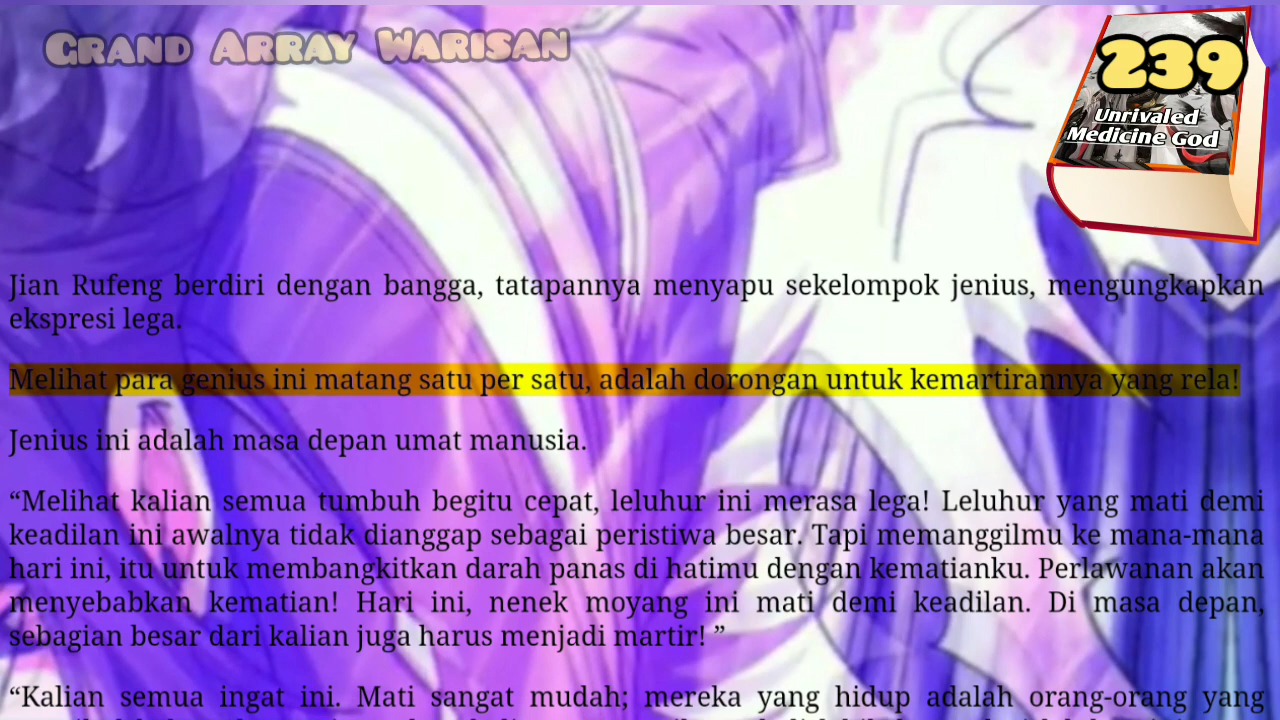 Grand Array Warisan
239
Unrivaled
Medicine God
Jian Rufeng berdiri dengan bangga, tatapannya menyapu sekelompok jenius, mengungkapkan
ekspresi lega.
Melihat para genius ini matang satu per satu, adalah dorongan untuk kemartirannya yang rela!
Jenius ini adalah masa depan umat manusia.
“Melihat kalian semua tumbuh begitu cepat, leluhur ini merasa lega! Leluhur yang mati demi
keadilan ini awalnya tidak dianggap sebagai peristiwa besar. Tapi memanggilmu ke mana-mana
hari ini, itu untuk membangkitkan darah panas di hatimu dengan kematianku. Perlawanan akan
menyebabkan kematian! Hari ini, nenek moyang ini mati demi keadilan. Di masa depan,
sebagian besar dari kalian juga harus menjadi martir! ”
“Kalian semua ingat ini. Mati sangat mudah; mereka yang hidup adalah orang-orang yang